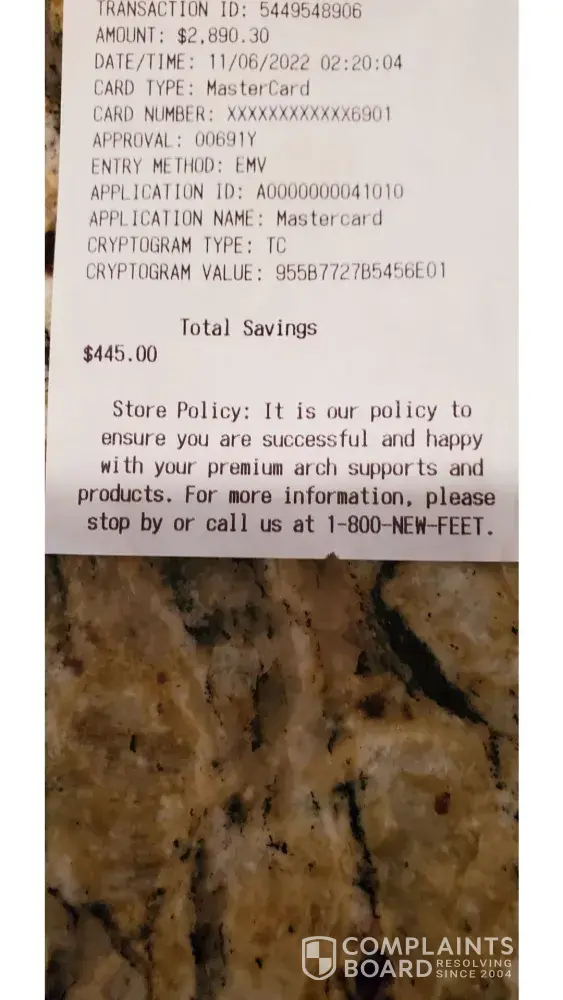 TRANSACTION ID: 5449548906
AMOUNT: $2,890.30
DATE/TIME: 11/06/2022 02:20:04
CARD TYPE: MasterCard
CARD NUMBER: XXXXXXXXXXXX6901
APPROVAL: 00691Y
ENTRY METHOD: EMV
APPLICATION ID: A0000000041010
APPLICATION NAME: Mastercard
CRYPTOGRAM TYPE: TC
CRYPTOGRAM VALUE: 955B7727B5456E01
Total Savings
$445.00
Store Policy: It is our policy to
ensure you are successful and happy
with your premium arch supports and
products. For more information, please
stop by or call us at 1-800-NEW-FEET.
COMPLAINTS
BOARD RESOLVING
SINCE 2004